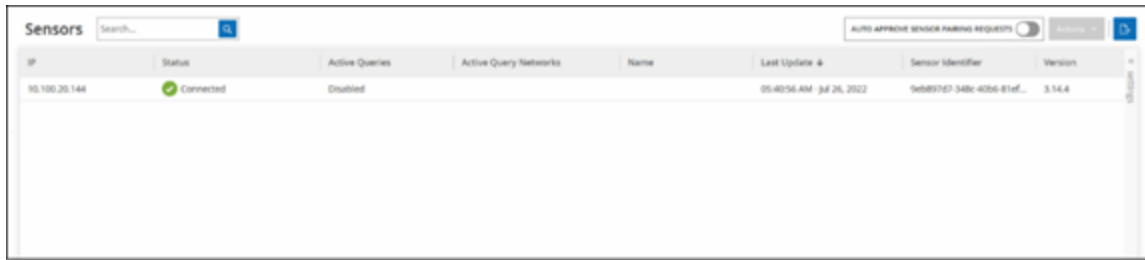 Sensors Search... AUTO APPROVE SENSOR PAIRING REQUESTS Actions
IP Status Active Queries Active Query Networks Name Last Update Sensor Identifier Version
10.100.20.144 Connected Disabled 05:40:56 AM · Jul 26, 2022 9eb897d7-348c-40b6-81ef... 3.14.4
Settings